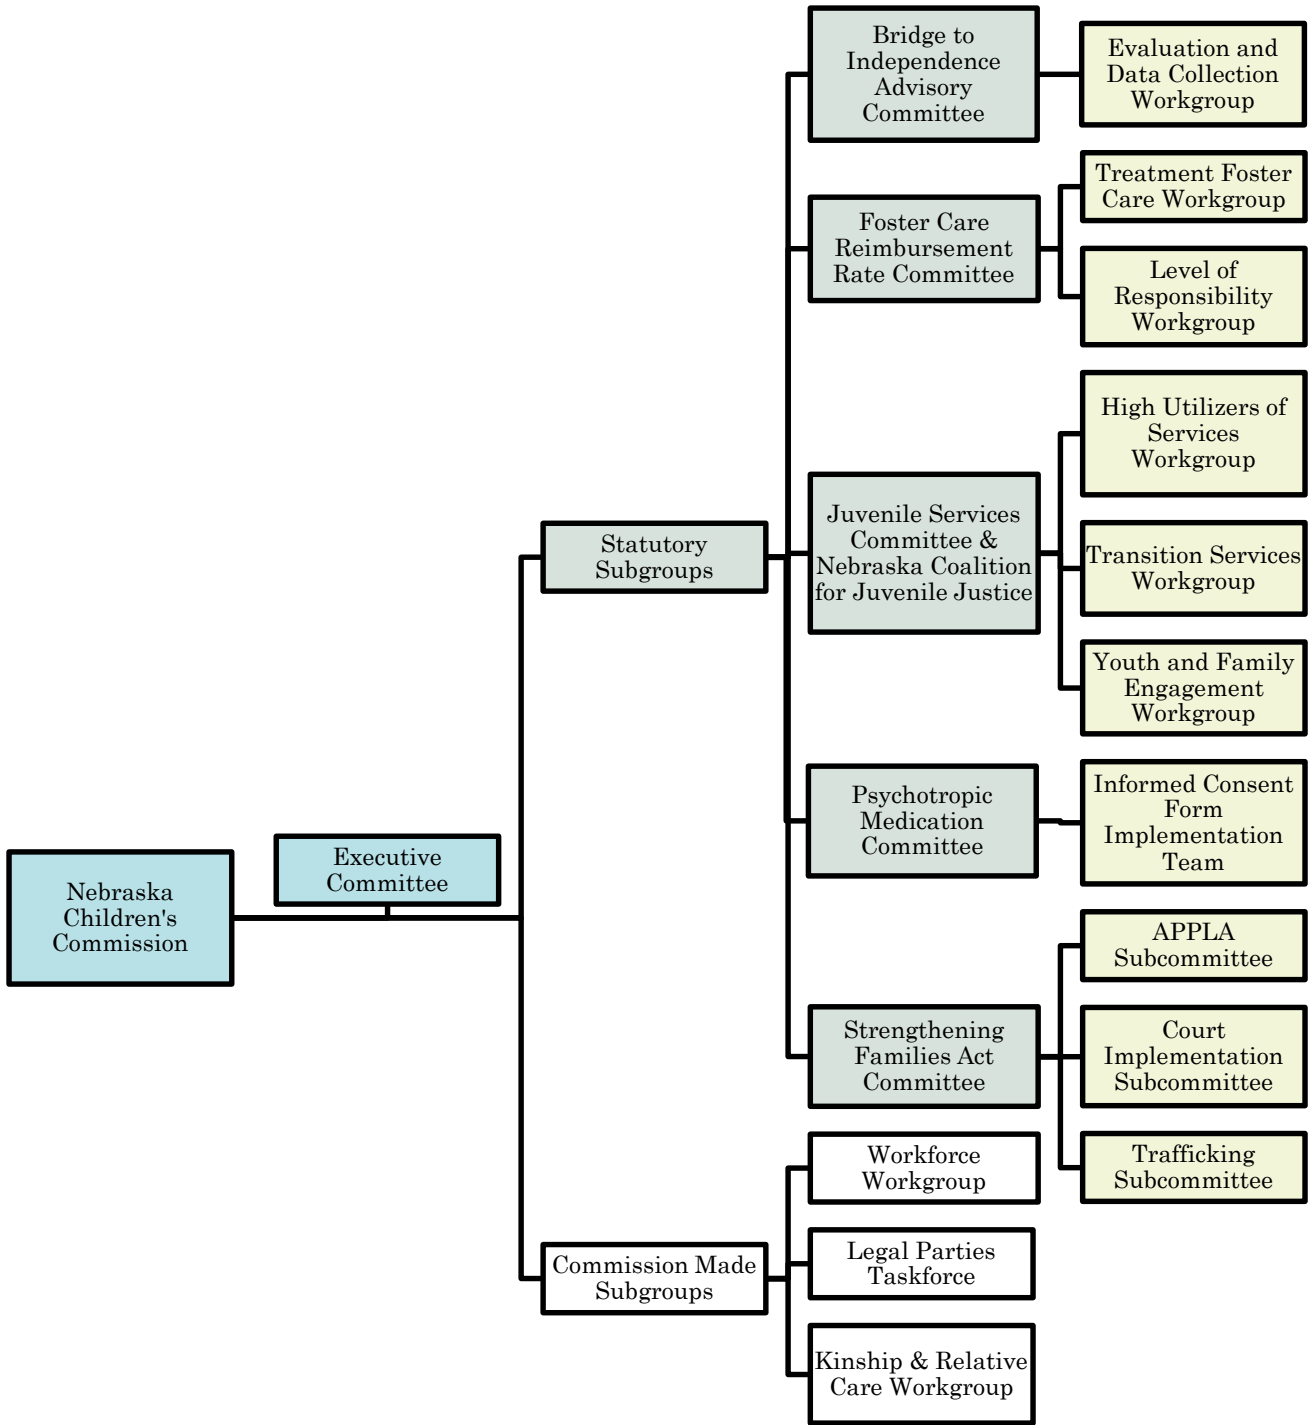 Nebraska
Children's
Commission
Executive
Committee
Statutory
Subgroups
Bridge to
Independence
Advisory
Committee
Evaluation and
Data Collection
Workgroup
Foster Care
Reimbursement
Rate Committee
Treatment Foster
Care Workgroup
Level of
Responsibility
Workgroup
Juvenile Services
Committee &
Nebraska Coalition
for Juvenile Justice
High Utilizers of
Services
Workgroup
Transition Services
Workgroup
Youth and Family
Engagement
Workgroup
Psychotropic
Medication
Committee
Informed Consent
Form
Implementation
Team
Strengthening
Families Act
Committee
APPLA
Subcommittee
Court
Implementation
Subcommittee
Trafficking
Subcommittee
Commission Made
Subgroups
Workforce
Workgroup
Legal Parties
Taskforce
Kinship & Relative
Care Workgroup